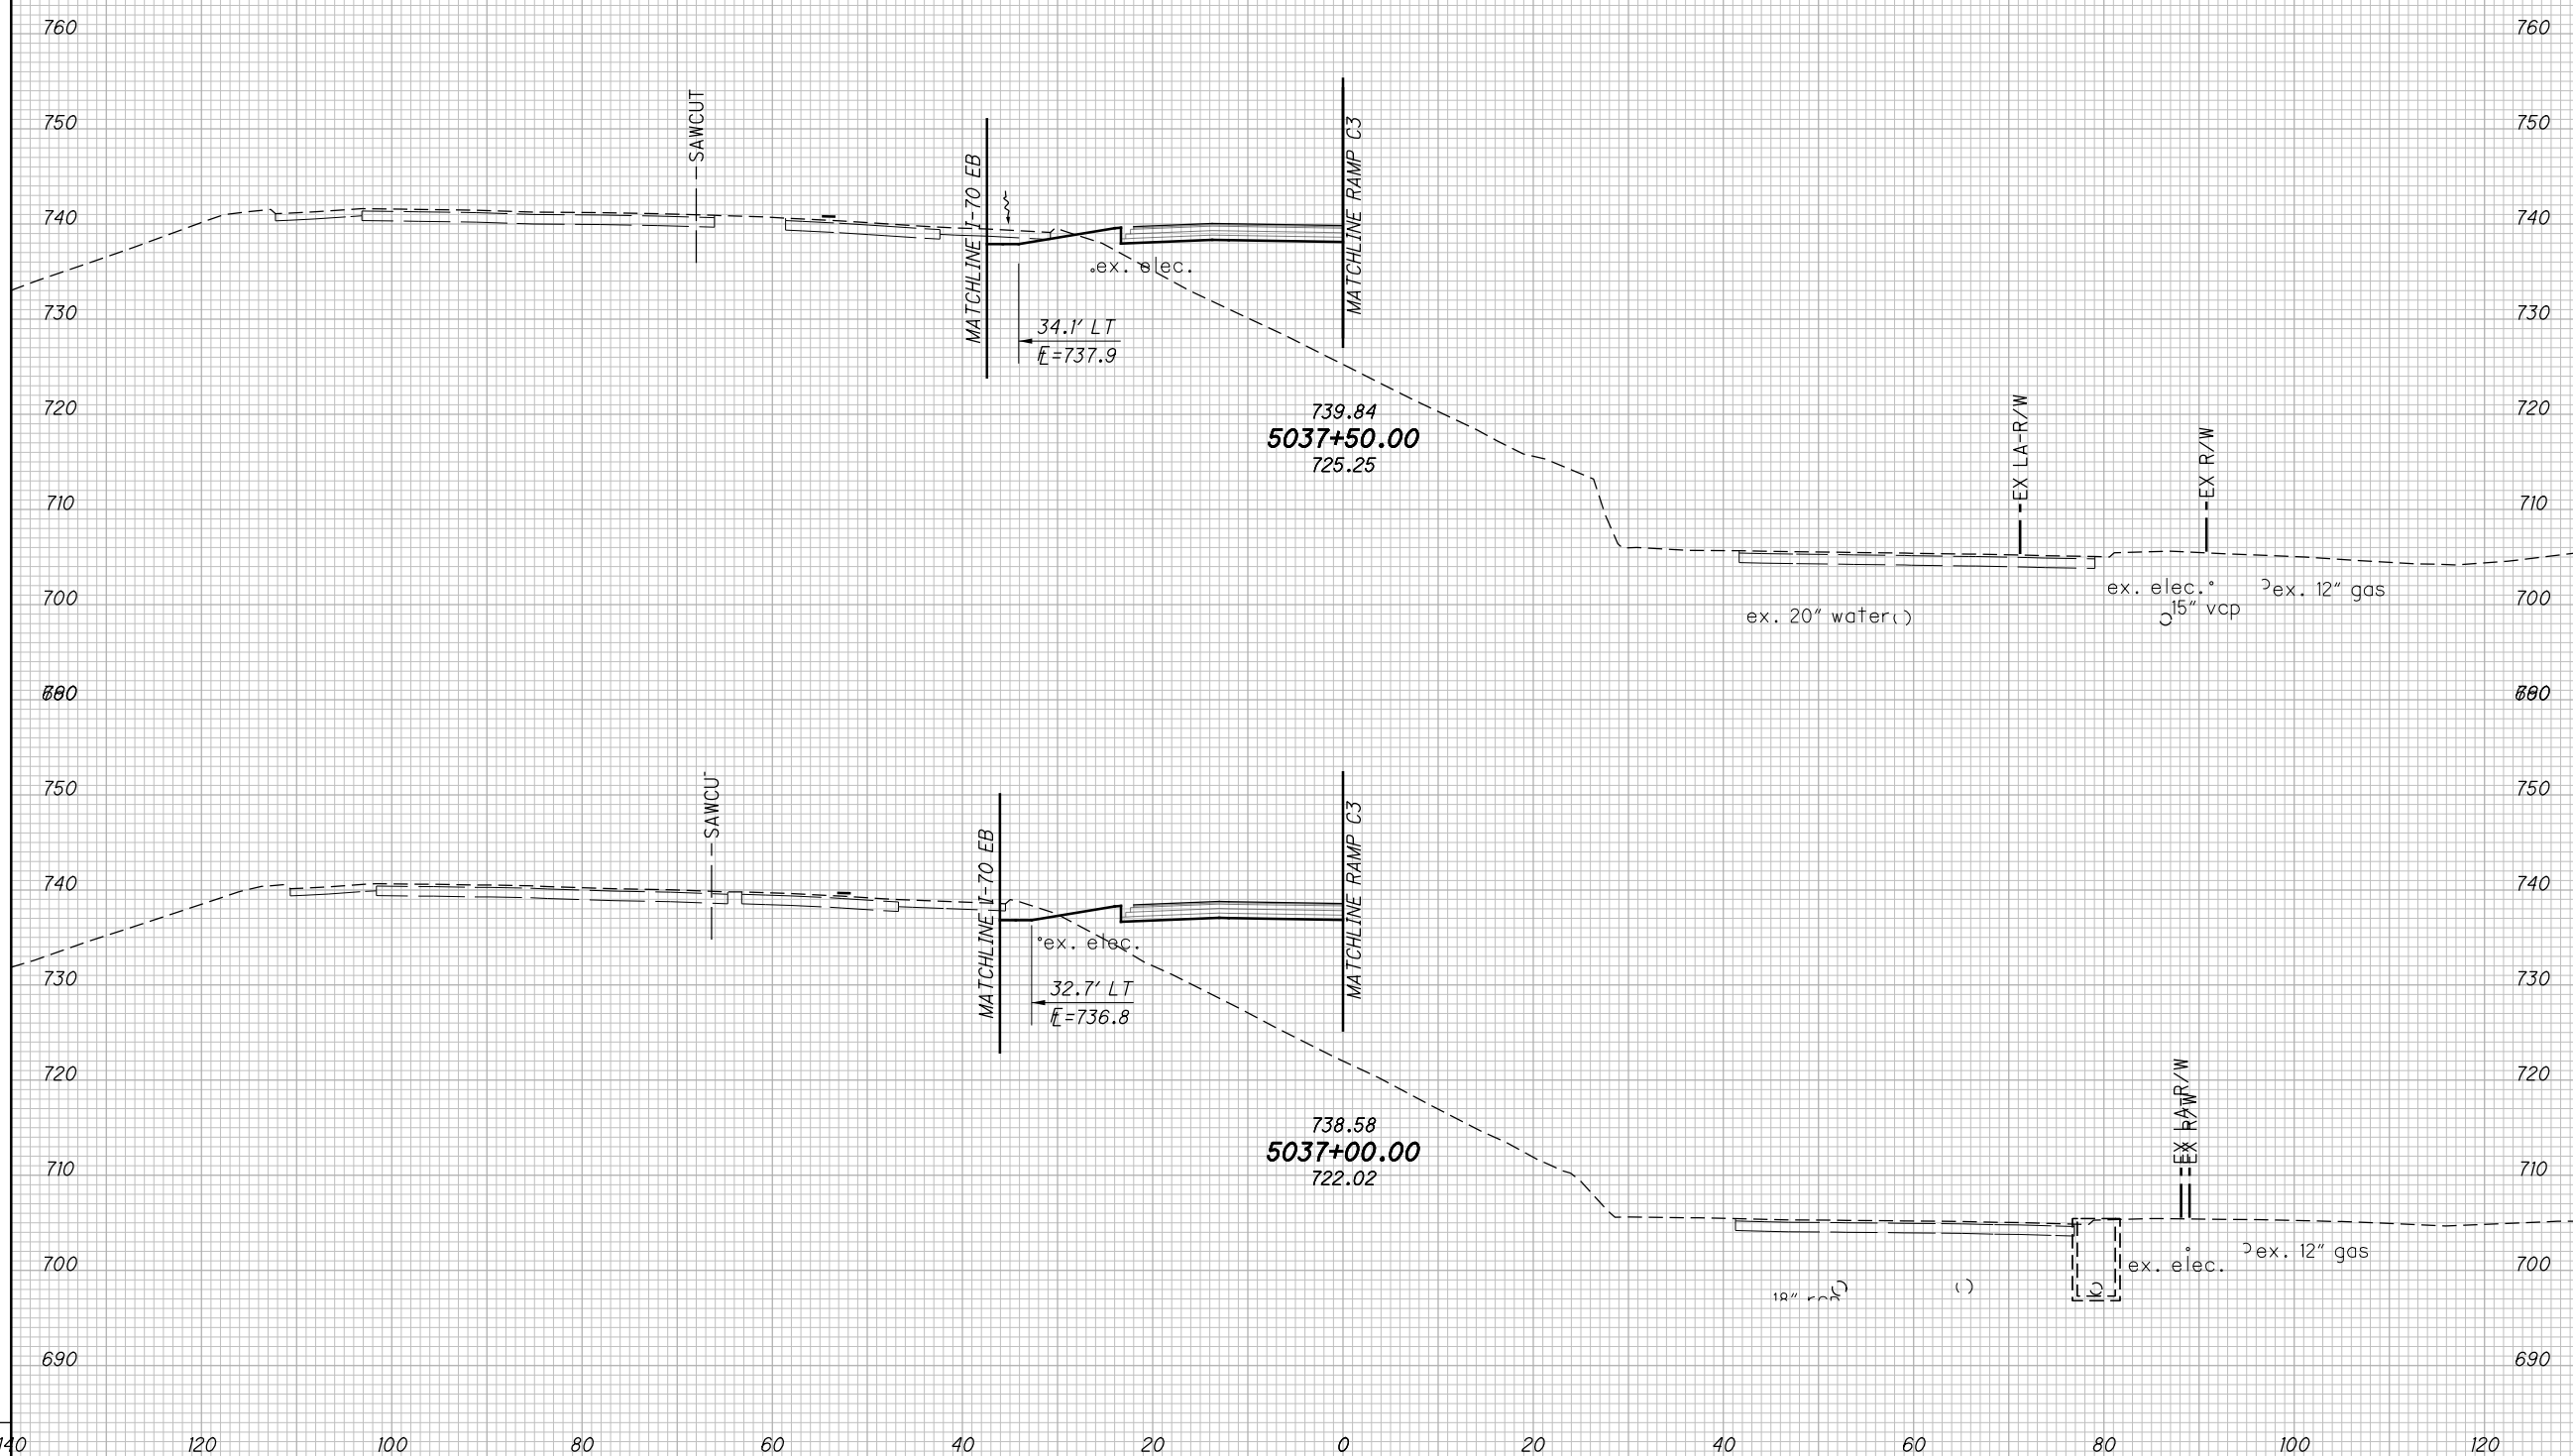 760 760
750 750
SAWCUT
MATCHLINE RAMP C3
MATCHLINE I-70 EB
740 740
ex. elec.
730 730
34.1' LT
FL=737.9
720 720
739.84
5037+50.00
725.25
EX LA-R/W
EX R/W
710 710
ex. elec.
ex. 12" gas
700 700
15" vcp
ex. 20" water
750 750
SAWCU
MATCHLINE RAMP C3
MATCHLINE I-70 EB
740 740
ex. elec.
730 730
32.7' LT
FL=736.8
720 720
EX LA-R/W
EX R/W
738.58
5037+00.00
722.02
710 710
ex. 12" gas
700 700
ex. elec.
18" rcp
690 690
140 120 100 80 60 40 20 0 20 40 60 80 100 120